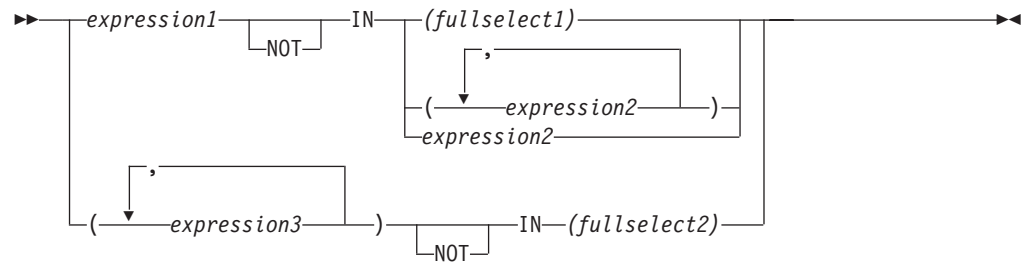 expression1 NOT IN (fullselect1)
( , expression2 )
expression2
( , expression3 ) NOT IN (fullselect2)